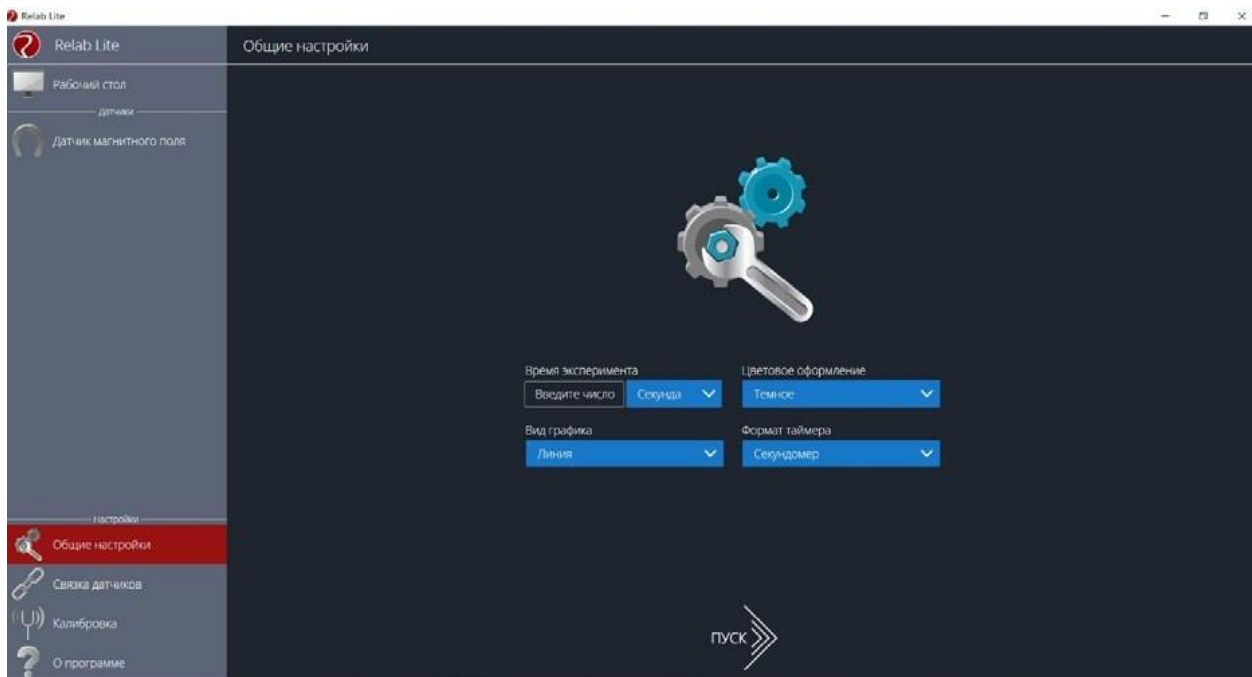 Relab Lite
Relab Lite
Общие настройки
Рабочий стол
Датчики
Датчик магнитного поля
Время эксперимента
Цветовое оформление
Введите число
Секунда
Темное
Вид графика
Формат таймера
Линия
Секундомер
Настройки
Общие настройки
Связка датчиков
Калибровка
О программе
ПУСК